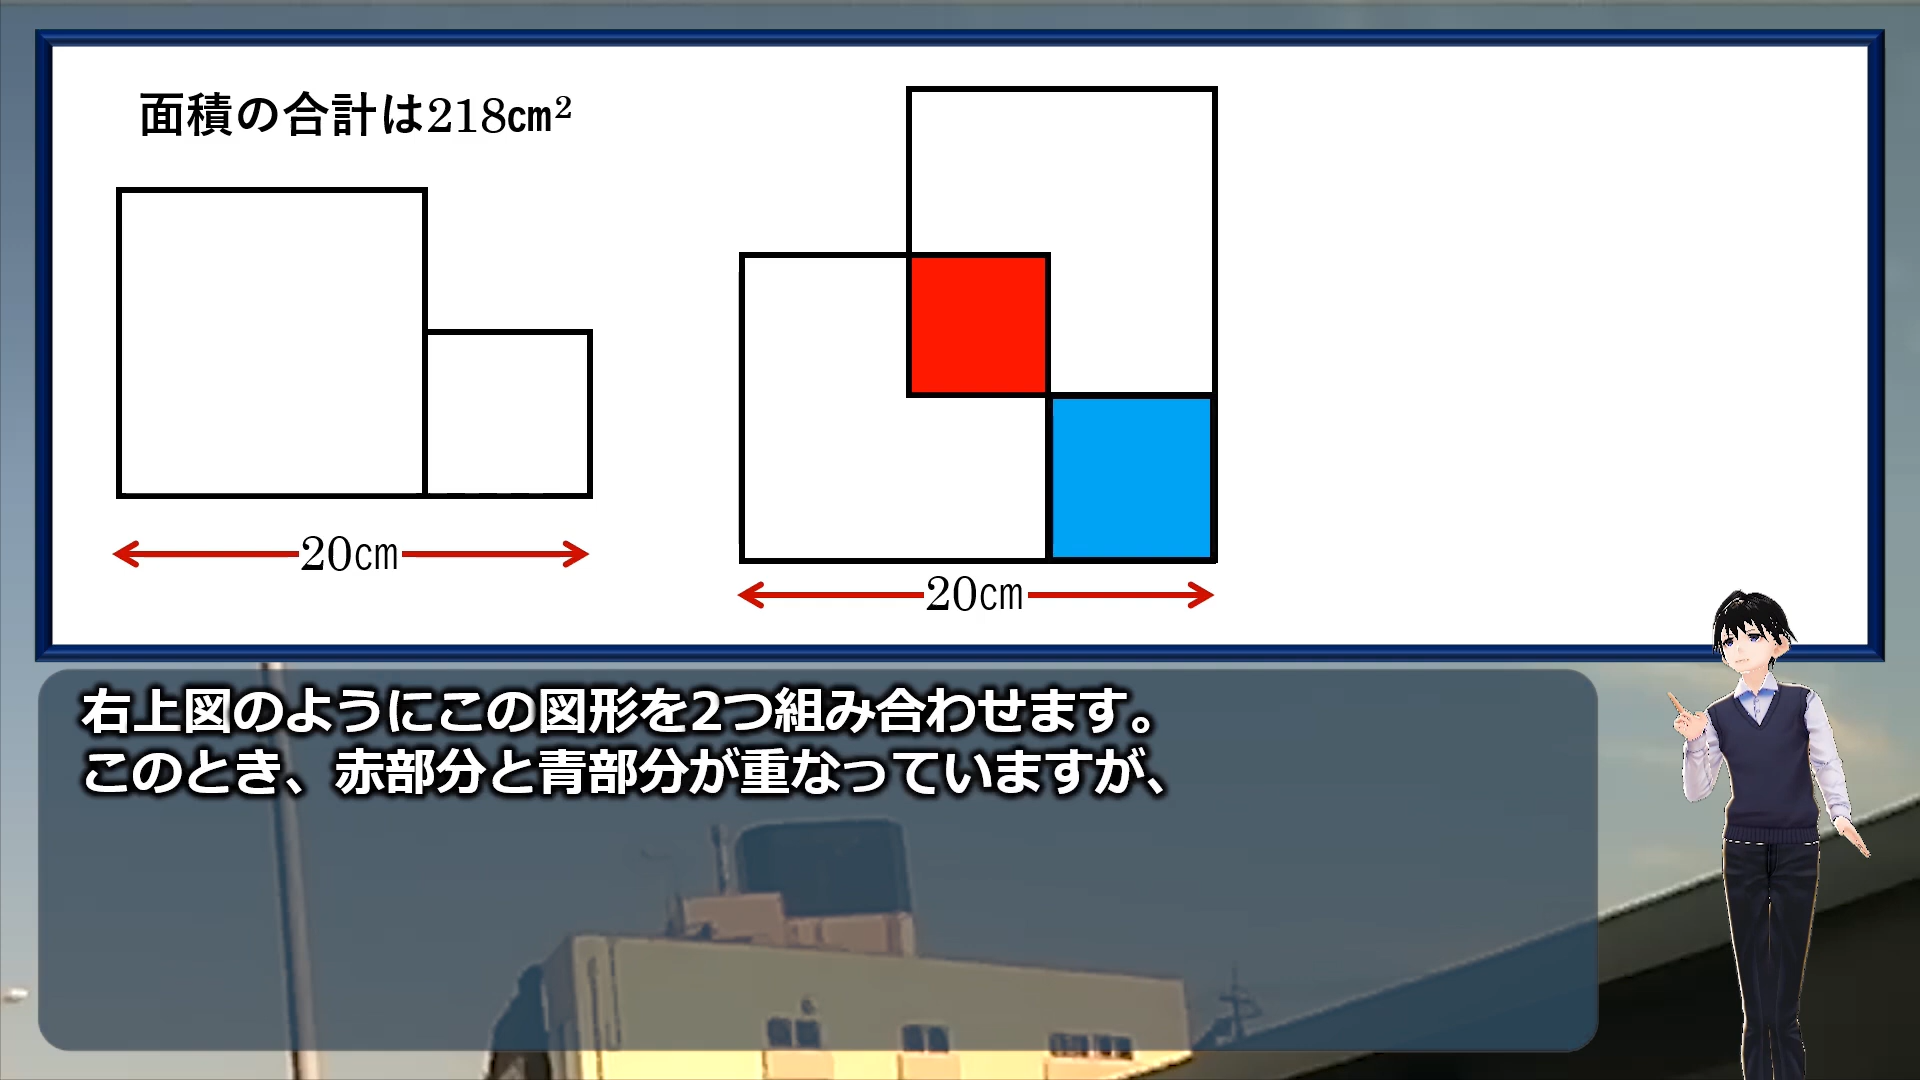 面積の合計は218㎝²
20㎝
20㎝
右上図のようにこの図形を2つ組み合わせます。
このとき、赤部分と青部分が重なっていますが、